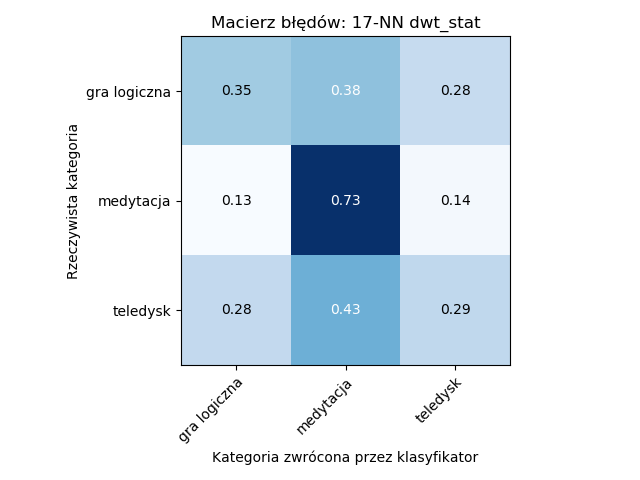 Macierz błędów: 17-NN dwt_stat
Rzeczywista kategoria
gra logiczna 0.35 0.38 0.28
medytacja 0.13 0.73 0.14
teledysk 0.28 0.43 0.29
gra logiczna medytacja teledysk
Kategoria zwrócona przez klasyfikator